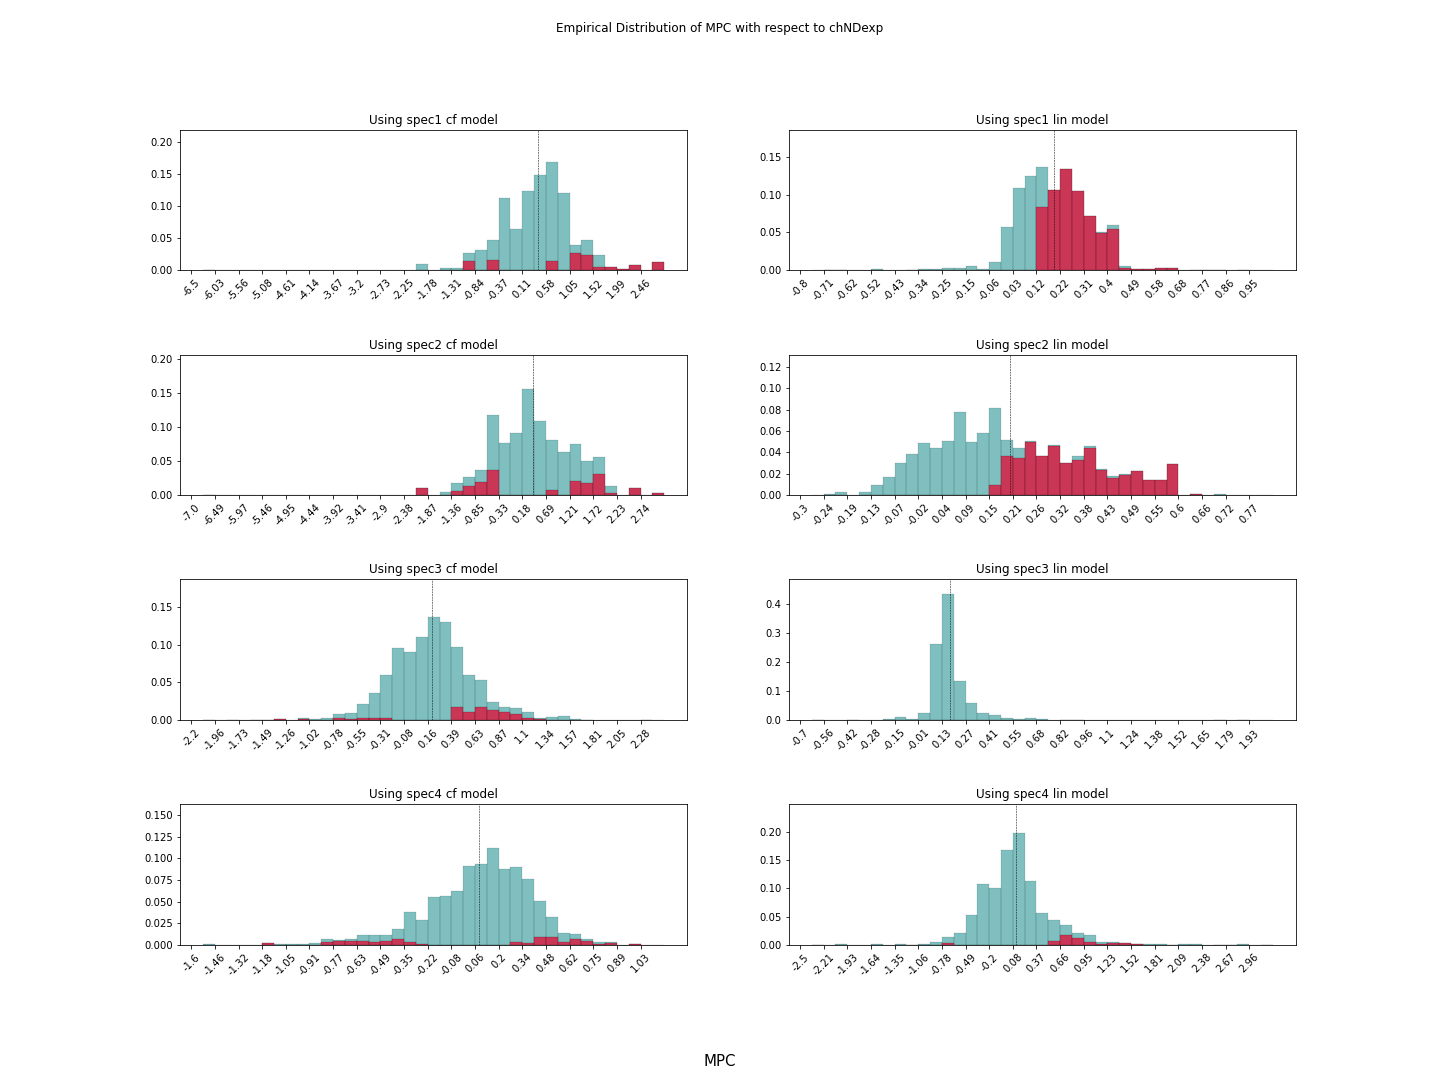 Empirical Distribution of MPC with respect to chNDexp
Using spec1 cf model
0.20
0.15
0.10
0.05
0.00
-6.5 -6.03 -5.56 -5.08 -4.61 -4.14 -3.67 -3.2 -2.73 -2.25 -1.78 -1.31 -0.84 -0.37 0.11 0.58 1.05 1.52 1.99 2.46
Using spec1 lin model
0.15
0.10
0.05
0.00
-0.8 -0.71 -0.62 -0.52 -0.43 -0.34 -0.25 -0.15 -0.06 0.03 0.12 0.22 0.31 0.4 0.49 0.58 0.68 0.77 0.86 0.95
Using spec2 cf model
0.20
0.15
0.10
0.05
0.00
-7.0 -6.49 -5.97 -5.46 -4.95 -4.44 -3.92 -3.41 -2.9 -2.38 -1.87 -1.36 -0.85 -0.33 0.18 0.69 1.21 1.72 2.23 2.74
Using spec2 lin model
0.12
0.10
0.08
0.06
0.04
0.02
0.00
-0.3 -0.24 -0.19 -0.13 -0.07 -0.02 0.04 0.09 0.15 0.21 0.26 0.32 0.38 0.43 0.49 0.55 0.6 0.66 0.72 0.77
Using spec3 cf model
0.15
0.10
0.05
0.00
-2.2 -1.96 -1.73 -1.49 -1.26 -1.02 -0.78 -0.55 -0.31 -0.08 0.16 0.39 0.63 0.87 1.1 1.34 1.57 1.81 2.05 2.28
Using spec3 lin model
0.4
0.3
0.2
0.1
0.0
-0.7 -0.56 -0.42 -0.28 -0.15 -0.01 0.13 0.27 0.41 0.55 0.68 0.82 0.96 1.1 1.24 1.38 1.52 1.65 1.79 1.93
Using spec4 cf model
0.150
0.125
0.100
0.075
0.050
0.025
0.000
-1.6 -1.46 -1.32 -1.18 -1.05 -0.91 -0.77 -0.63 -0.49 -0.35 -0.22 -0.08 0.06 0.2 0.34 0.48 0.62 0.75 0.89 1.03
Using spec4 lin model
0.20
0.15
0.10
0.05
0.00
-2.5 -2.21 -1.93 -1.64 -1.35 -1.06 -0.78 -0.49 -0.2 0.08 0.37 0.66 0.95 1.23 1.52 1.81 2.09 2.38 2.67 2.96
MPC